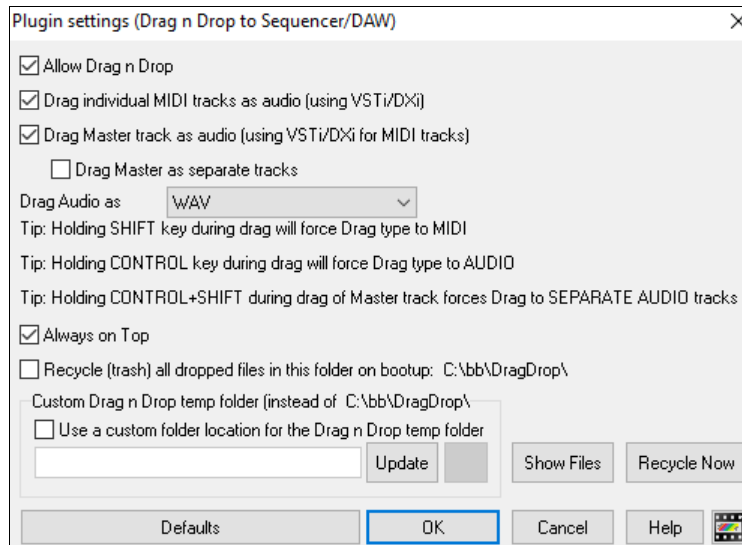 Plugin settings (Drag n Drop to Sequencer/DAW)
Allow Drag n Drop
Drag individual MIDI tracks as audio (using VSTi/DXi)
Drag Master track as audio (using VSTi/DXi for MIDI tracks)
Drag Master as separate tracks
Drag Audio as WAV
Tip: Holding SHIFT key during drag will force Drag type to MIDI
Tip: Holding CONTROL key during drag will force Drag type to AUDIO
Tip: Holding CONTROL+SHIFT during drag of Master track forces Drag to SEPARATE AUDIO tracks
Always on Top
Recycle (trash) all dropped files in this folder on bootup: C:\bb\DragDrop\
Custom Drag n Drop temp folder (instead of C:\bb\DragDrop\
Use a custom folder location for the Drag n Drop temp folder
Update Show Files Recycle Now
Defaults OK Cancel Help